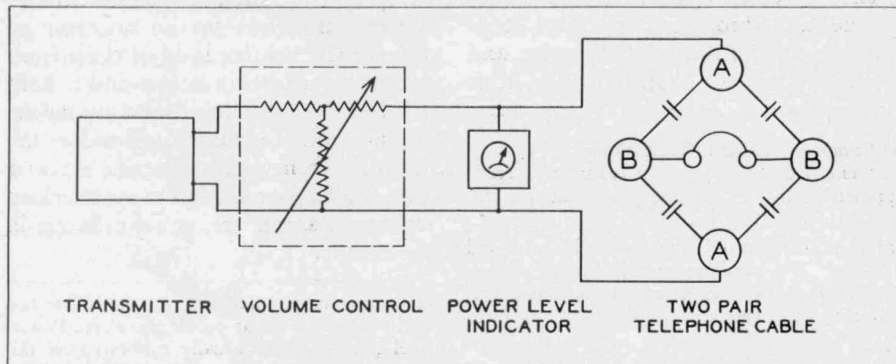 A
B
B
A
TRANSMITTER
VOLUME CONTROL
POWER LEVEL
INDICATOR
TWO PAIR
TELEPHONE CABLE